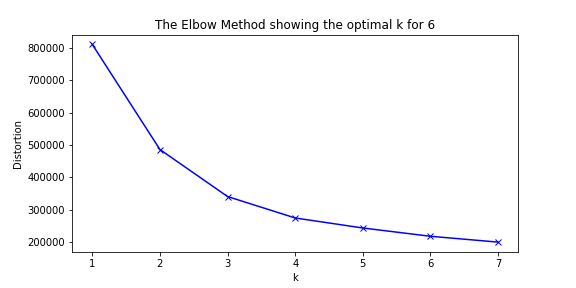 The Elbow Method showing the optimal k for 6
800000
700000
600000
500000
400000
300000
200000
Distortion
1 2 3 4 5 6 7
k